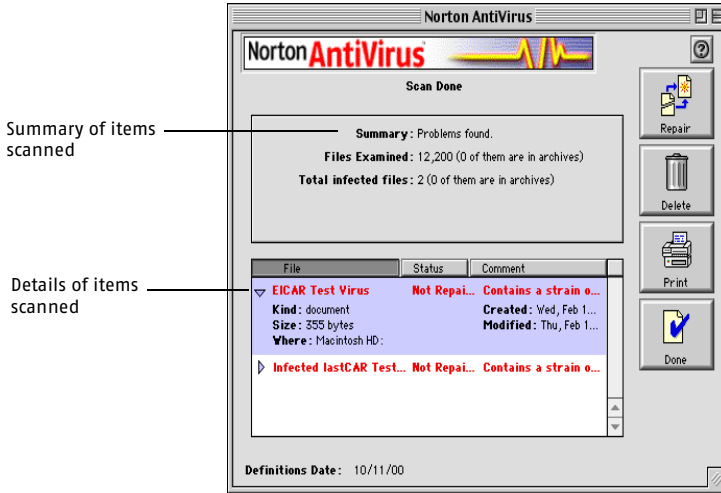 Norton AntiVirus
Norton AntiVirus
Scan Done
Summary of items
scanned
Summary: Problems found.
Files Examined: 12,200 (0 of them are in archives)
Total infected files: 2 (0 of them are in archives)
Repair
Delete
Print
Done
Details of items
scanned
File Status Comment
EICAR Test Virus Not Repai... Contains a strain o...
Kind: document Created: Wed, Feb 1...
Size: 355 bytes Modified: Thu, Feb 1...
Where: Macintosh HD:
Infected lastCAR Test... Not Repai... Contains a strain o...
Definitions Date: 10/11/00